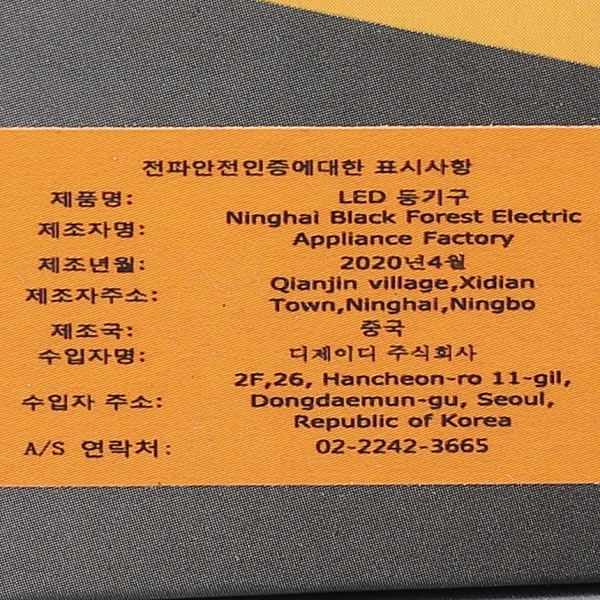 전파안전인증에대한 표시사항
제품명: LED 등기구
제조자명: Ninghai Black Forest Electric
Appliance Factory
제조년월: 2020년4월
제조자주소: Qianjin village,Xidian
Town,Ninghai,Ningbo
제조국: 중국
수입자명: 디제이디 주식회사
수입자 주소: 2F,26, Hancheon-ro 11-gil,
Dongdaemun-gu, Seoul,
Republic of Korea
A/S 연락처: 02-2242-3665